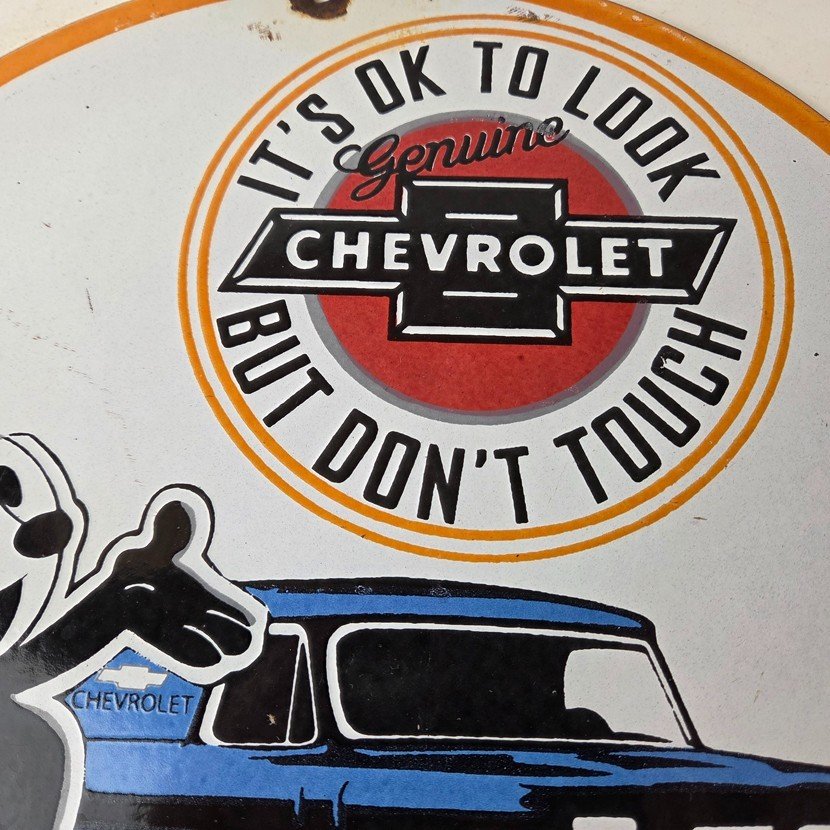 IT'S OK TO LOOK
Genuine
CHEVROLET
BUT DON'T TOUCH
CHEVROLET